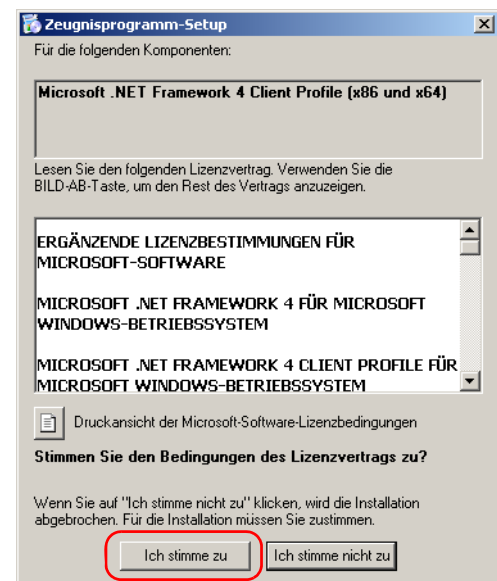 Zeugnisprogramm-Setup
Für die folgenden Komponenten:
Microsoft .NET Framework 4 Client Profile (x86 und x64)
Lesen Sie den folgenden Lizenzvertrag. Verwenden Sie die
BILD-AB-Taste, um den Rest des Vertrags anzuzeigen.
ERGÄNZENDE LIZENZBESTIMMUNGEN FÜR
MICROSOFT-SOFTWARE
MICROSOFT .NET FRAMEWORK 4 FÜR MICROSOFT
WINDOWS-BETRIEBSSYSTEM
MICROSOFT .NET FRAMEWORK 4 CLIENT PROFILE FÜR
MICROSOFT WINDOWS-BETRIEBSSYSTEM
Druckansicht der Microsoft-Software-Lizenzbedingungen
Stimmen Sie den Bedingungen des Lizenzvertrags zu?
Wenn Sie auf "Ich stimme nicht zu" klicken, wird die Installation
abgebrochen. Für die Installation müssen Sie zustimmen.
Ich stimme zu
Ich stimme nicht zu